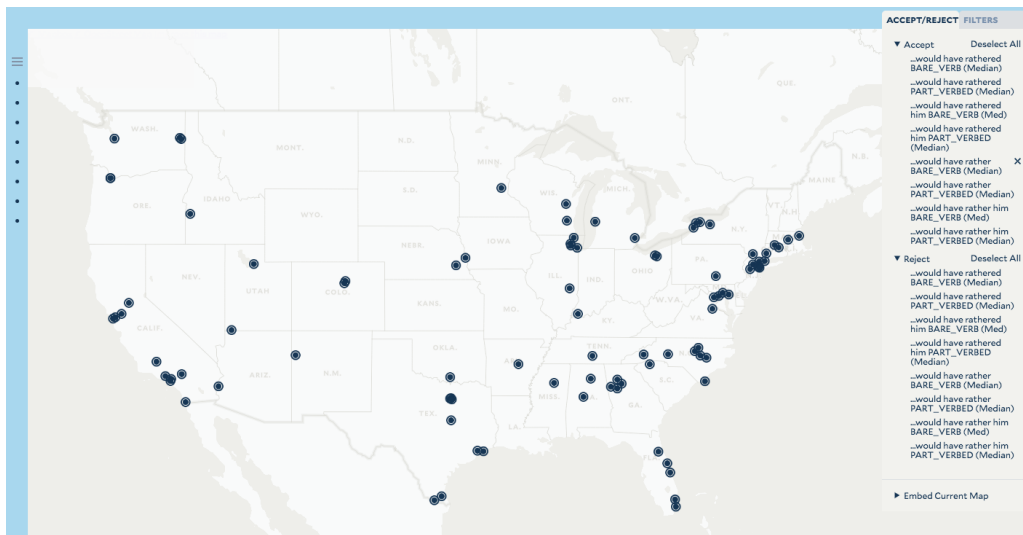 ACCEPT/REJECT FILTERS
Accept Deselect All
...would have rathered
BARE_VERB (Median)
...would have rathered
PART_VERBED (Median)
...would have rathered
him BARE_VERB (Med)
...would have rathered
him PART_VERBED
(Median)
...would have rather
BARE_VERB (Median)
...would have rather
PART_VERBED (Median)
...would have rather him
BARE_VERB (Med)
...would have rather him
PART_VERBED (Median)
Reject Deselect All
...would have rathered
BARE_VERB (Median)
...would have rathered
PART_VERBED (Median)
...would have rathered
him BARE_VERB (Med)
...would have rathered
him PART_VERBED
(Median)
...would have rather
BARE_VERB (Median)
...would have rather
PART_VERBED (Median)
...would have rather him
BARE_VERB (Med)
...would have rather him
PART_VERBED (Median)
Embed Current Map
QUE.
ONT.
WASH.
MONT.
N.D.
MINN.
N.B.
MAINE
ORE.
IDAHO
S.D.
WIS.
MICH.
VT.
N.H
WYO.
N.Y.
IOWA
NEBR.
PA.
NEV.
UTAH
COLO.
ILL.
IND.
OHIO
KANS.
MO.
W.VA.
VA.
CALIF.
KY.
ARIZ.
N.M.
OKLA.
TENN.
S.C.
MISS.
GA.
TEX.
LA.